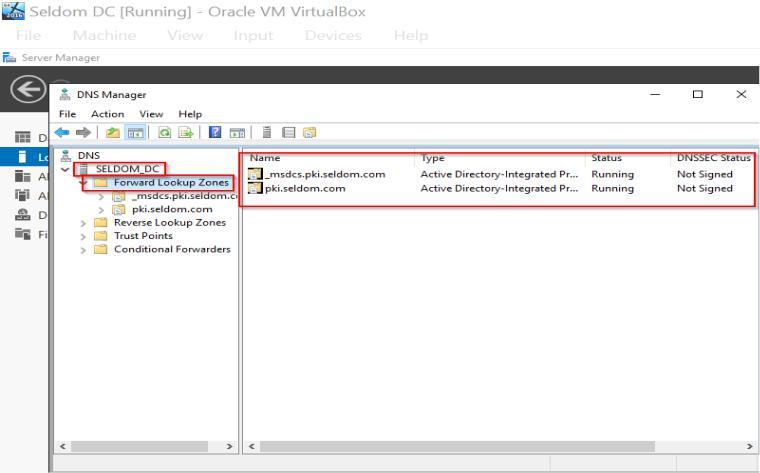 Seldom DC [Running] - Oracle VM VirtualBox
File Machine View Input Devices Help
Server Manager
DNS Manager
File Action View Help
DNS
SELDOM_DC
Forward Lookup Zones
_msdcs.pki.seldom.c
pki.seldom.com
Reverse Lookup Zones
Trust Points
Conditional Forwarders
Name Type Status DNSSEC Status
_msdcs.pki.seldom.com Active Directory-Integrated Pr... Running Not Signed
pki.seldom.com Active Directory-Integrated Pr... Running Not Signed
D
Lo
Al
Al
D
Fi